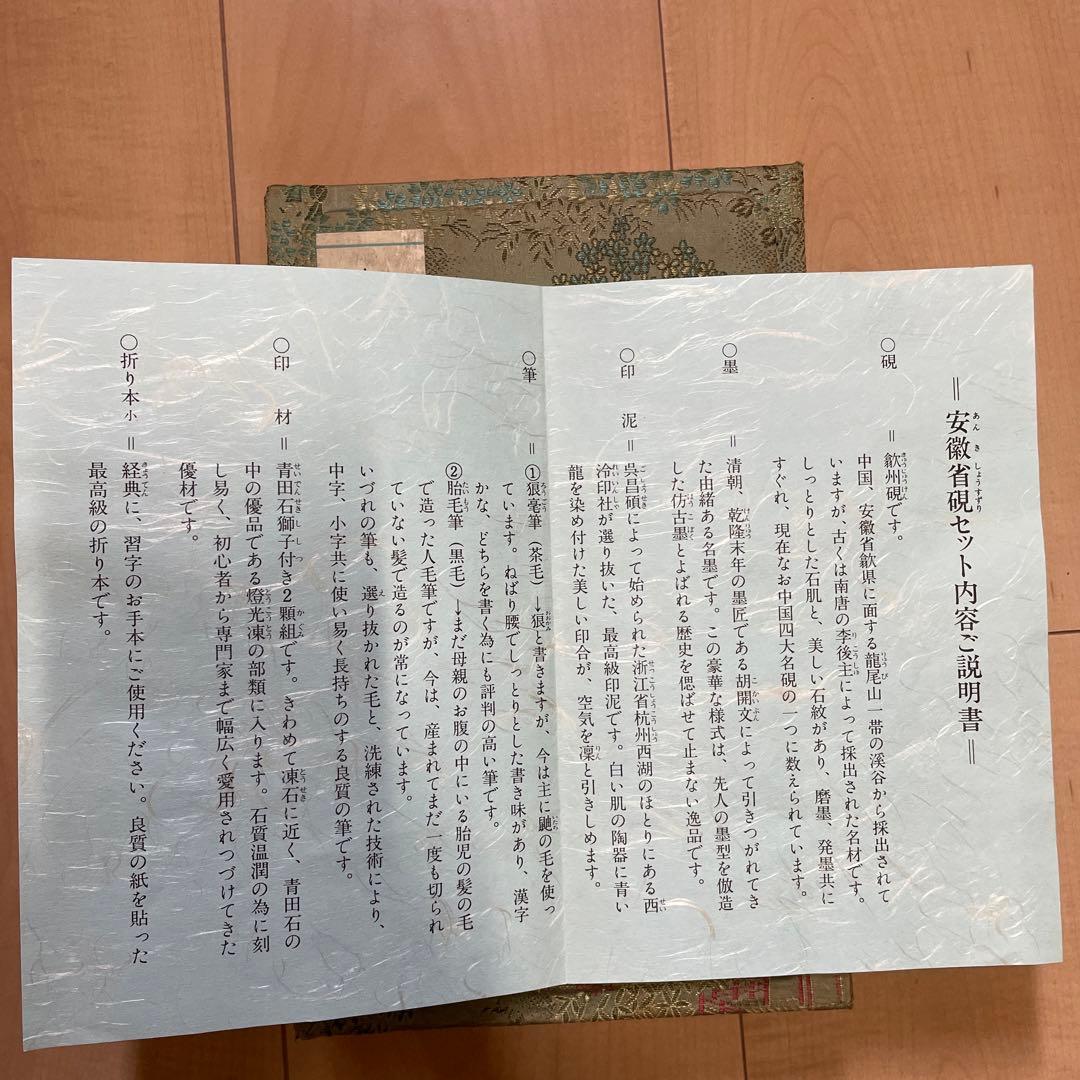 ＝安徽省硯セット内容ご説明書＝
○硯　＝歙州硯です。
中国、安徽省歙県に面する龍尾山一帯の溪谷から採出されて
いますが、古くは南唐の李後主によって採出された名材です。
しっとりとした石肌と、美しい石紋があり、磨墨、発墨共に
すぐれ、現在なお中国四大名硯の一つに数えられています。
○墨　＝清朝、乾隆末年の墨匠である胡開文によって引きつがれてき
た由緒ある名墨です。この豪華な様式は、先人の墨型を倣造
した仿古墨とよばれる歴史を偲ばせて止まない逸品です。
○印　泥＝呉昌碩によって始められた浙江省杭州西湖のほとりにある西
泠印社が選り抜いた、最高級印泥です。白い肌の陶器に青い
龍を染め付けた美しい印合が、空気を凜と引きしめます。
○筆　＝①狼毫筆（茶毛）→狼と書きますが、今は主に鼬の毛を使っ
ています。ねばり腰でしっとりとした書き味があり、漢字
かな、どちらを書く為にも評判の高い筆です。
②胎毛筆（黒毛）→まだ母親のお腹の中にいる胎児の髪の毛
で造った人毛筆ですが、今は、産まれてまだ一度も切られ
ていない髪で造るのが常になっています。
いづれの筆も、選り抜かれた毛と、洗練された技術により、
中字、小字共に使い易く長持ちのする良質の筆です。
○印　材＝青田石獅子付き2顆組です。きわめて凍石に近く、青田石の
中の優品である燈光凍の部類に入ります。石質温潤の為に刻
し易く、初心者から専門家まで幅広く愛用されつづけてきた
優材です。
○折り本小＝経典に、習字のお手本にご使用ください。良質の紙を貼った
最高級の折り本です。